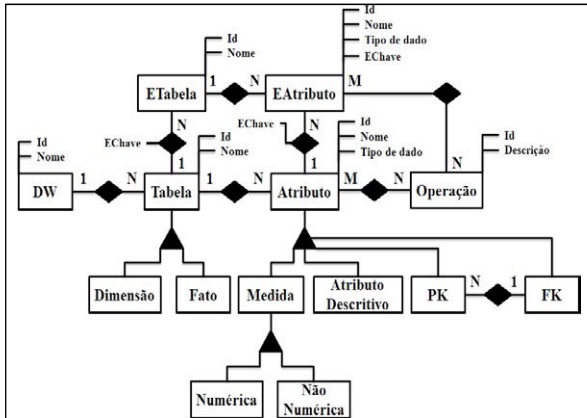 Id
Nome
Tipo de dado
EChave
Id
Nome
ETabela
1
N
EAtributo
M
N
EChave
N
EChave
1
1
Id
Nome
Id
Nome
Tipo de dado
N
Id
Descrição
Id
Nome
DW
1
N
Tabela
1
N
Atributo
M
N
Operação
Dimensão
Fato
Medida
Atributo
Descritivo
PK
N
1
FK
Numérica
Não
Numérica